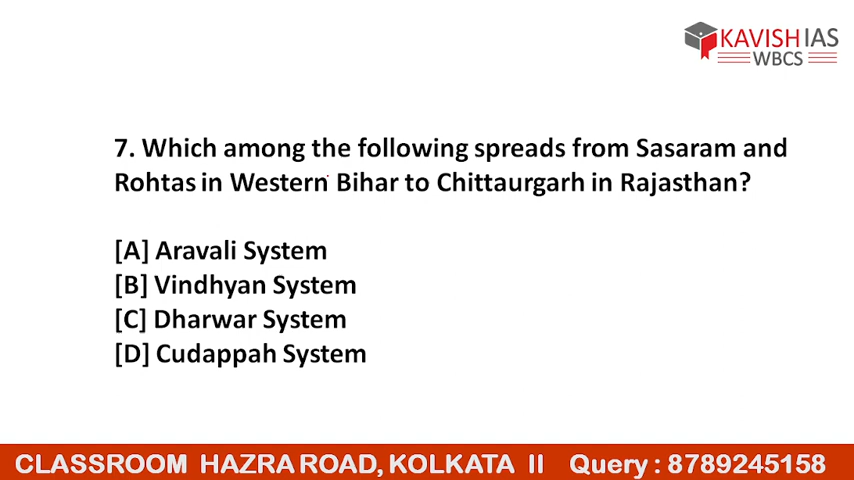 KAVISH IAS
WBCS
7. Which among the following spreads from Sasaram and
Rohtas in Western Bihar to Chittaurgarh in Rajasthan?
[A] Aravali System
[B] Vindhyan System
[C] Dharwar System
[D] Cudappah System
CLASSROOM HAZRA ROAD, KOLKATA II Query : 8789245158